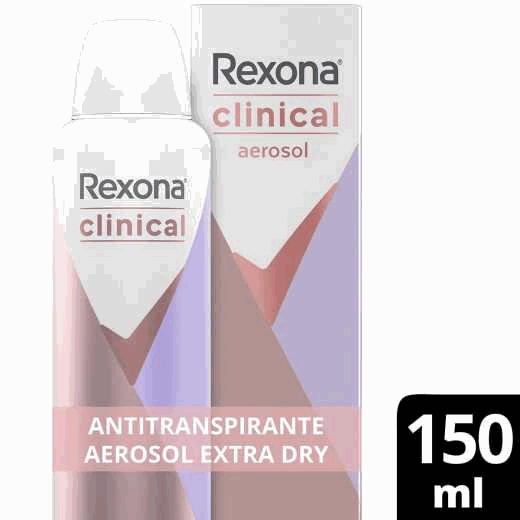 Rexona®
clinical
aerosol
Rexona®
clinical
ANTITRANSPIRANTE
AEROSOL EXTRA DRY
150
ml